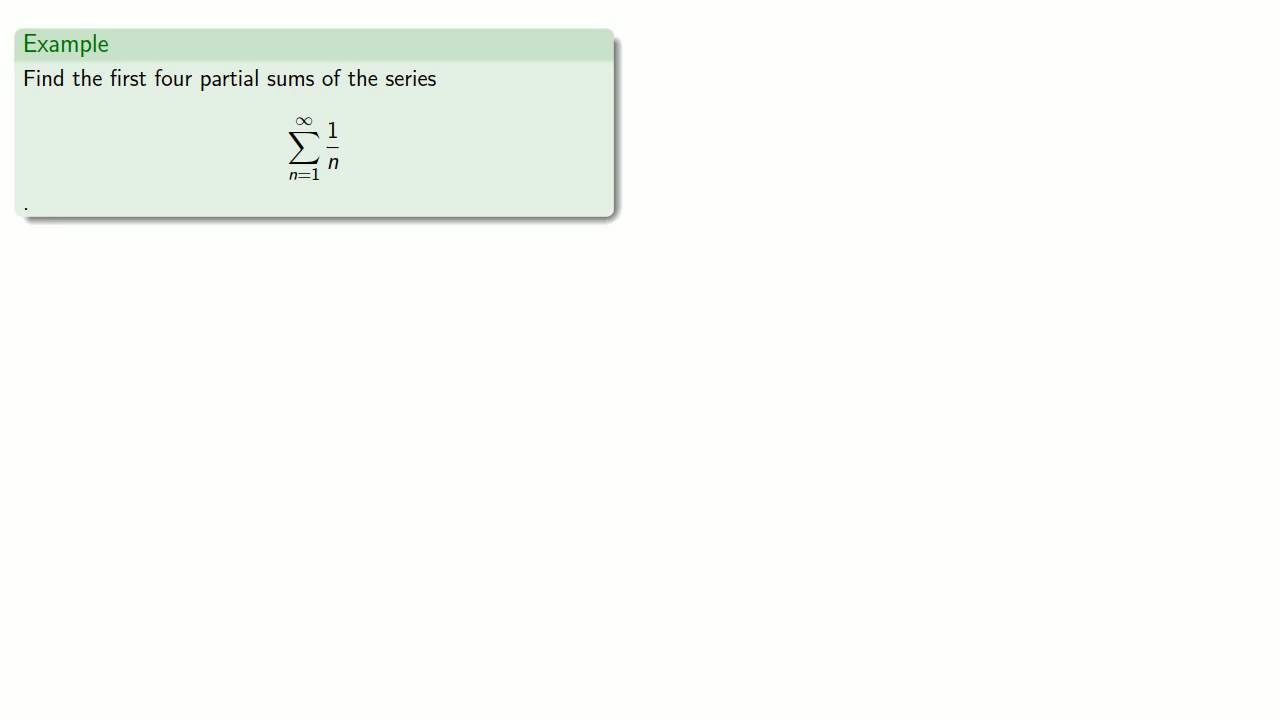 Example
Find the first four partial sums of the series
∞
∑ 1/n
n=1
.